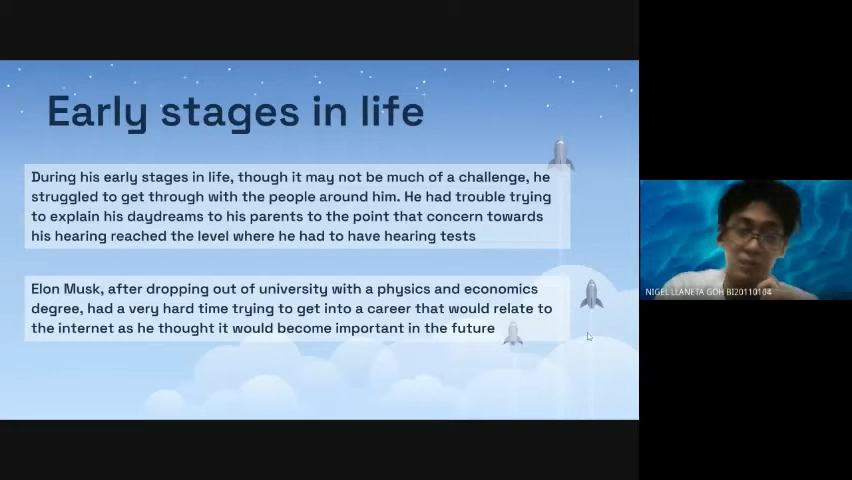 Early stages in life
During his early stages in life, though it may not be much of a challenge, he
struggled to get through with the people around him. He had trouble trying
to explain his daydreams to his parents to the point that concern towards
his hearing reached the level where he had to have hearing tests
Elon Musk, after dropping out of university with a physics and economics
degree, had a very hard time trying to get into a career that would relate to
the internet as he thought it would become important in the future
NIGEL LLANETA GOH BI20110104